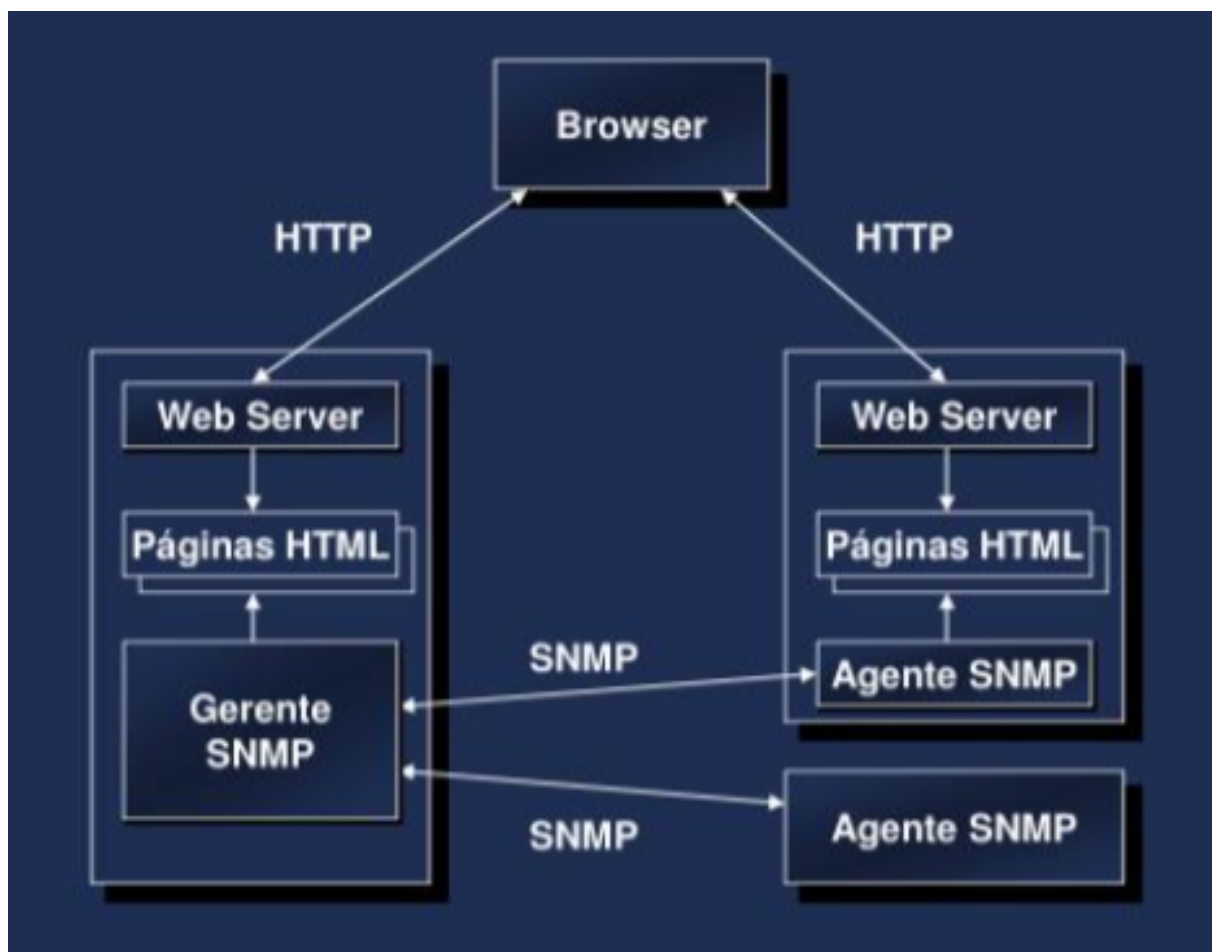 Browser
HTTP
HTTP
Web Server
Web Server
Páginas HTML
Páginas HTML
SNMP
Agente SNMP
Gerente
SNMP
SNMP
Agente SNMP